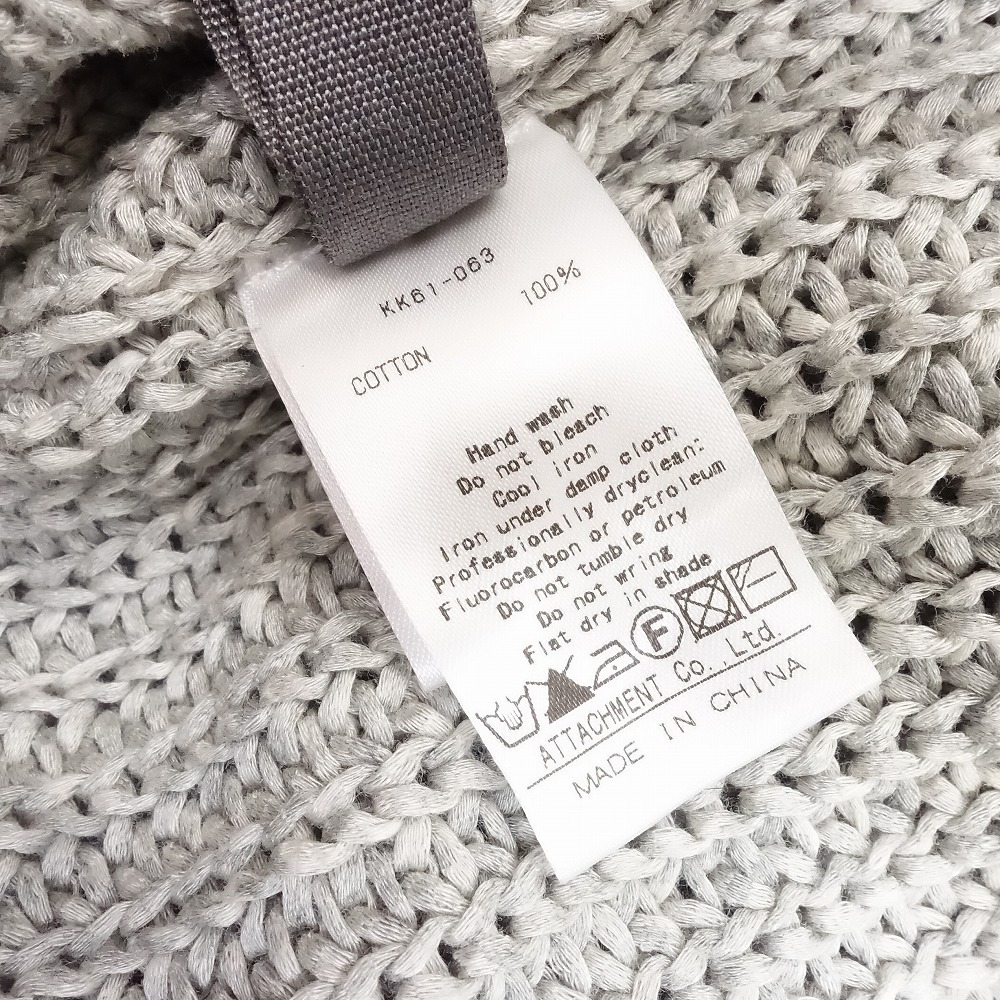 KK61-063
100%
COTTON
Hand wash
Do not bleach
Cool iron
Iron under damp cloth
Professionally dryclean:
Fluorocarbon or petroleum
Do not tumble dry
Do not wring
Flat dry in shade
F
ATTACHMENT Co.,Ltd.
MADE IN CHINA